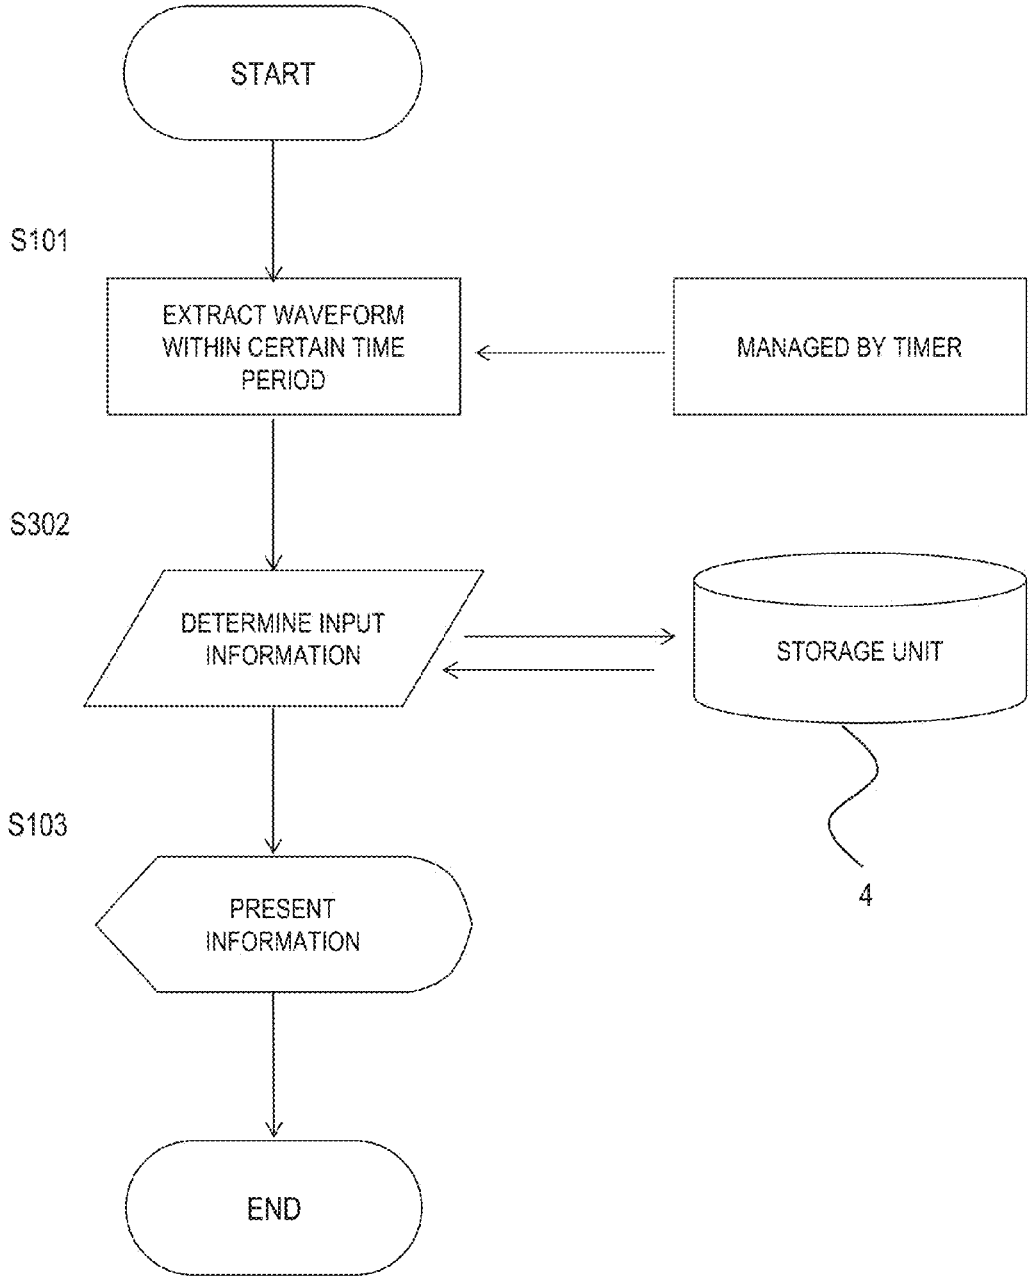 START
S101
EXTRACT WAVEFORM
WITHIN CERTAIN TIME
PERIOD
MANAGED BY TIMER
S302
DETERMINE INPUT
INFORMATION
STORAGE UNIT
4
S103
PRESENT
INFORMATION
END